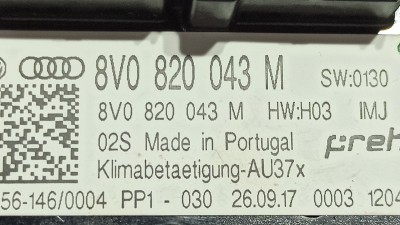 8V0 820 043 M SW:0130
8V0 820 043 M HW:H03 IMJ
02S Made in Portugal preh
Klimabetaetigung-AU37x
56-146/0004 PP1 - 030 26.09.17 0003 1204